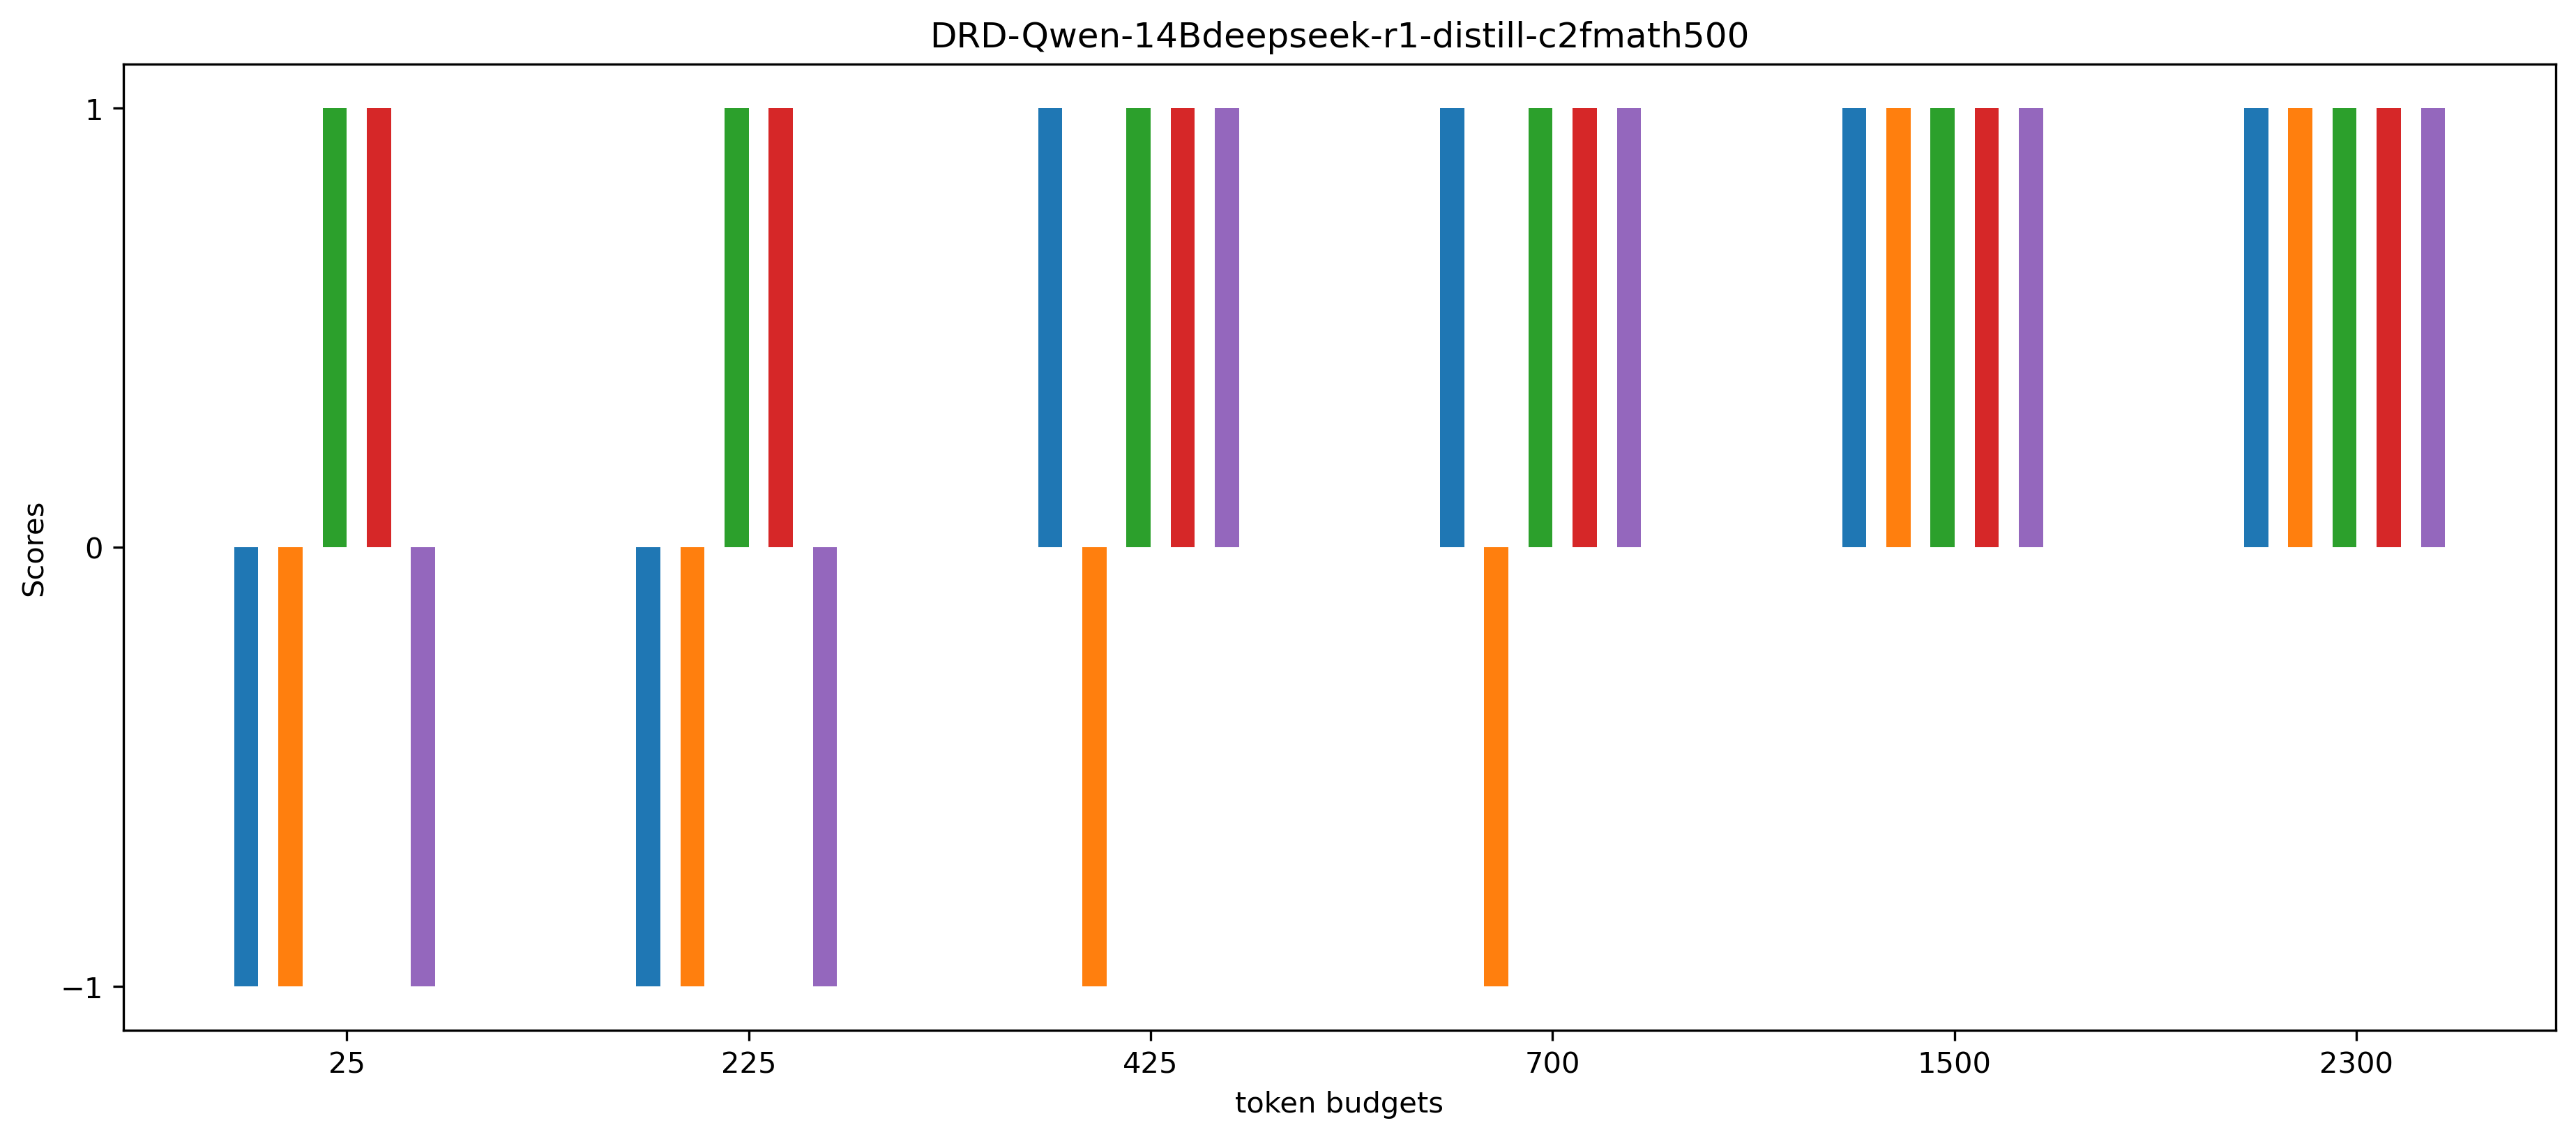 DRD-Qwen-14Bdeepseek-r1-distill-c2fmath500
Scores
1
0
−1
25 225 425 700 1500 2300
token budgets